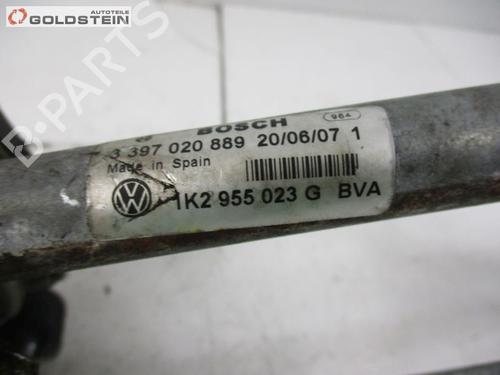 AUTOTEILE
GOLDSTEIN
BOSCH
964
3 397 020 889 20/06/07 1
Made in Spain
1K2 955 023 G BVA